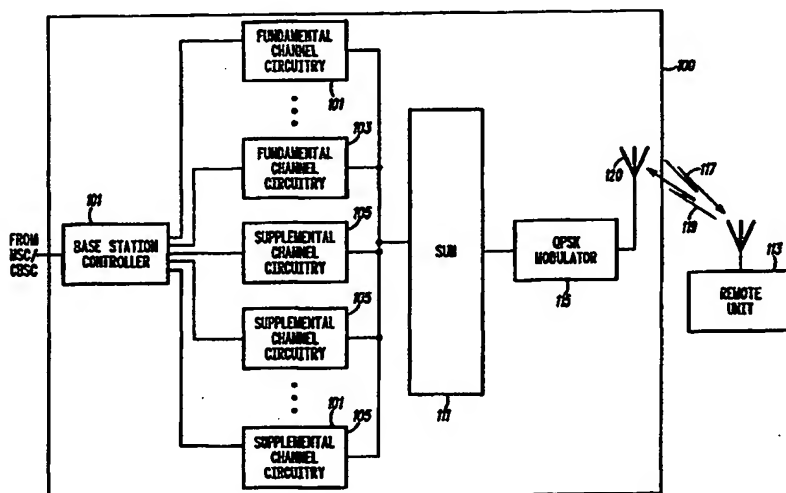 FUNDAMENTAL
CHANNEL
CIRCUITRY
101
100
FUNDAMENTAL
CHANNEL
CIRCUITRY
103
101
BASE STATION
CONTROLLER
FROM
MSC/
CBSC
SUPPLEMENTAL
CHANNEL
CIRCUITRY
105
SUPPLEMENTAL
CHANNEL
CIRCUITRY
105
SUPPLEMENTAL
CHANNEL
CIRCUITRY
101
105
SUM
111
QPSK
MODULATOR
115
120
117
119
113
REMOTE
UNIT